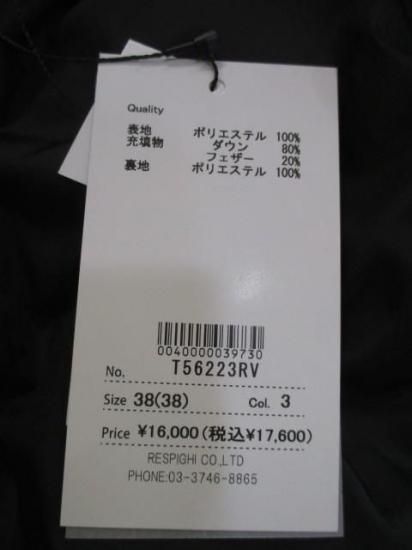 Quality
表地 ポリエステル 100%
充填物 ダウン 80%
フェザー 20%
裏地 ポリエステル 100%
0040000039730
No. T56223RV
Size 38(38) Col. 3
Price ¥16,000(税込¥17,600)
RESPIGHI CO.,LTD
PHONE:03-3746-8865